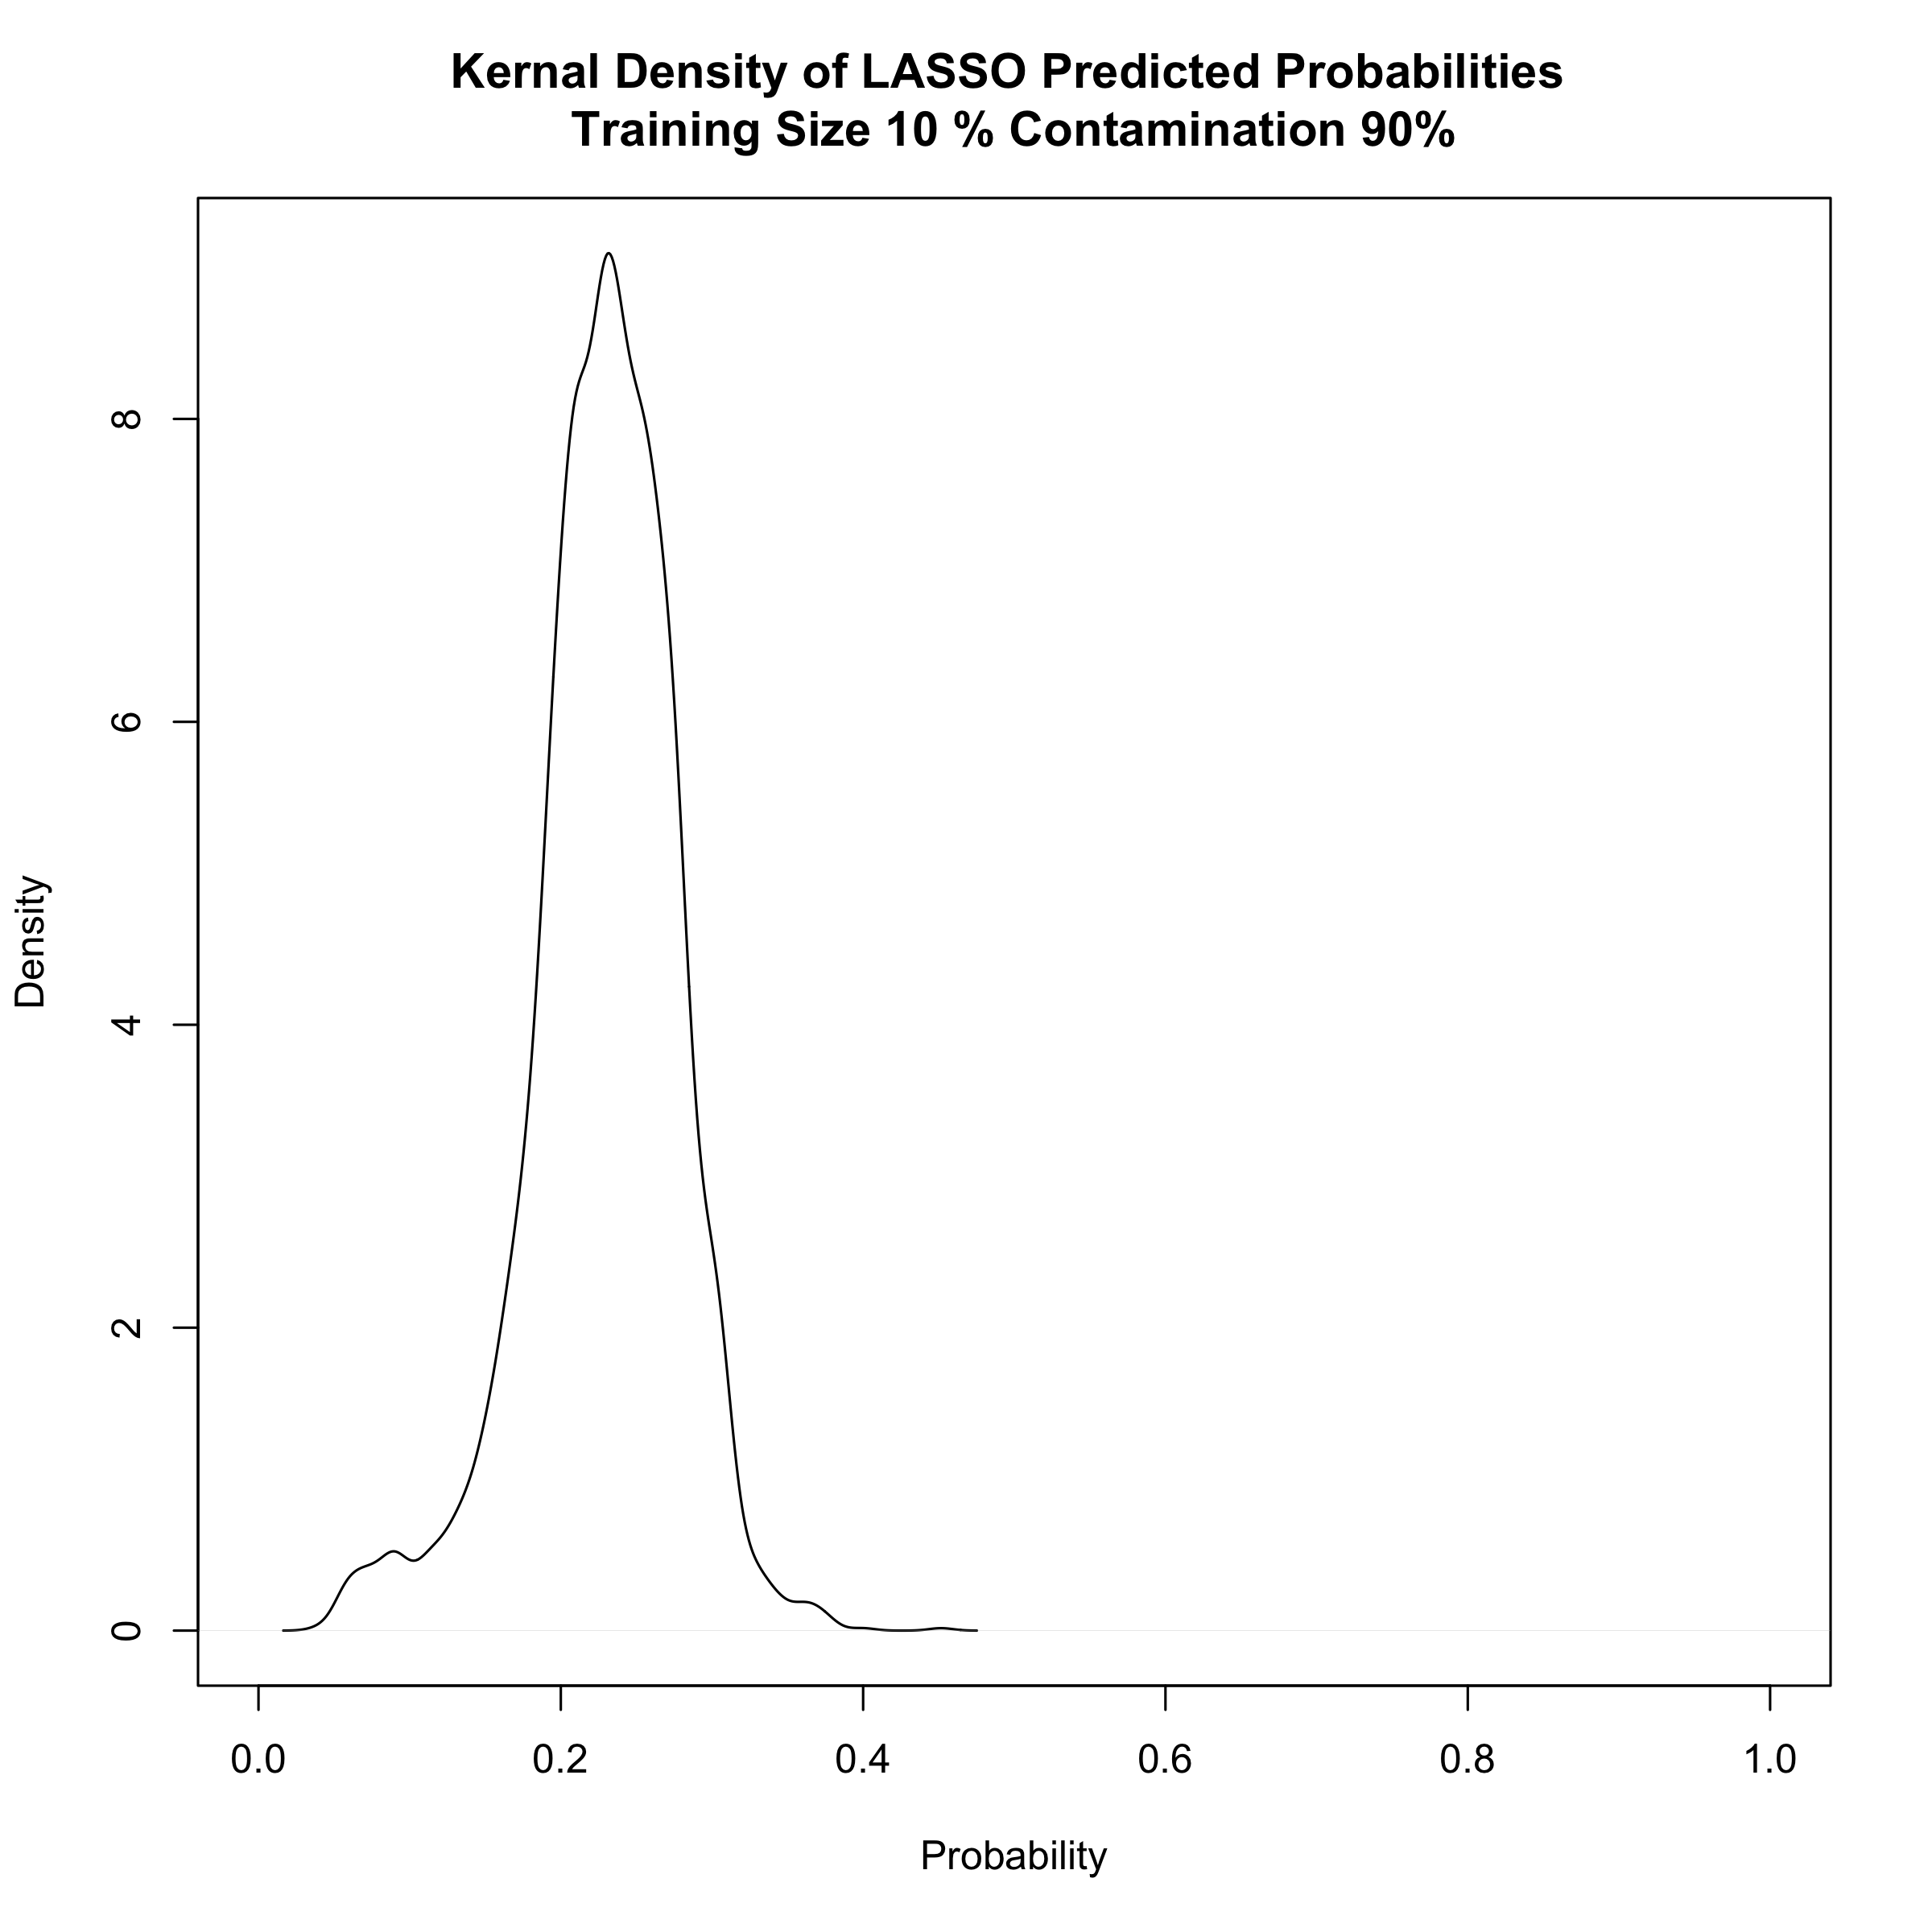 Kernal Density of LASSO Predicted Probabilities
Training Size 10 % Contamination 90%
Density
8
6
4
2
0
0.0 0.2 0.4 0.6 0.8 1.0
Probability